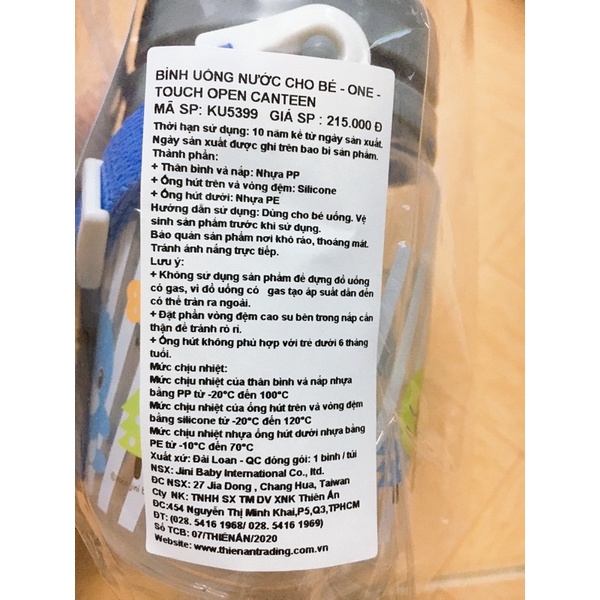 BÌNH UỐNG NƯỚC CHO BÉ - ONE -
TOUCH OPEN CANTEEN
MÃ SP: KU5399 GIÁ SP : 215.000 Đ
Thời hạn sử dụng: 10 năm kể từ ngày sản xuất.
Ngày sản xuất được ghi trên bao bì sản phẩm.
Thành phần:
+ Thân bình và nắp: Nhựa PP
+ Ống hút trên và vòng đệm: Silicone
+ Ống hút dưới: Nhựa PE
Hướng dẫn sử dụng: Dùng cho bé uống. Vệ
sinh sản phẩm trước khi sử dụng.
Bảo quản sản phẩm nơi khô ráo, thoáng mát.
Tránh ánh nắng trực tiếp.
Lưu ý:
+ Không sử dụng sản phẩm để đựng đồ uống
có gas, vì đồ uống có gas tạo áp suất dẫn đến
có thể tràn ra ngoài.
+ Đặt phần vòng đệm cao su bên trong nắp cẩn
thận để tránh rò rỉ.
+ Ống hút không phù hợp với trẻ dưới 6 tháng
tuổi.
Mức chịu nhiệt:
Mức chịu nhiệt của thân bình và nắp nhựa
bằng PP từ -20°C đến 100°C
Mức chịu nhiệt của ống hút trên và vòng đệm
bằng silicone từ -20°C đến 120°C
Mức chịu nhiệt nhựa ống hút dưới nhựa bằng
PE từ -10°C đến 70°C
Xuất xứ: Đài Loan - QC đóng gói: 1 bình / túi
NSX: Jini Baby International Co., ltd.
ĐC NSX: 27 Jia Dong , Chang Hua, Taiwan
Cty NK: TNHH SX TM DV XNK Thiên Ân
ĐC:454 Nguyễn Thị Minh Khai,P5,Q3,TPHCM
ĐT: (028. 5416 1968/ 028. 5416 1969)
Số TCB: 07/THIÊNÂN/2020
Website: www.thienantrading.com.vn